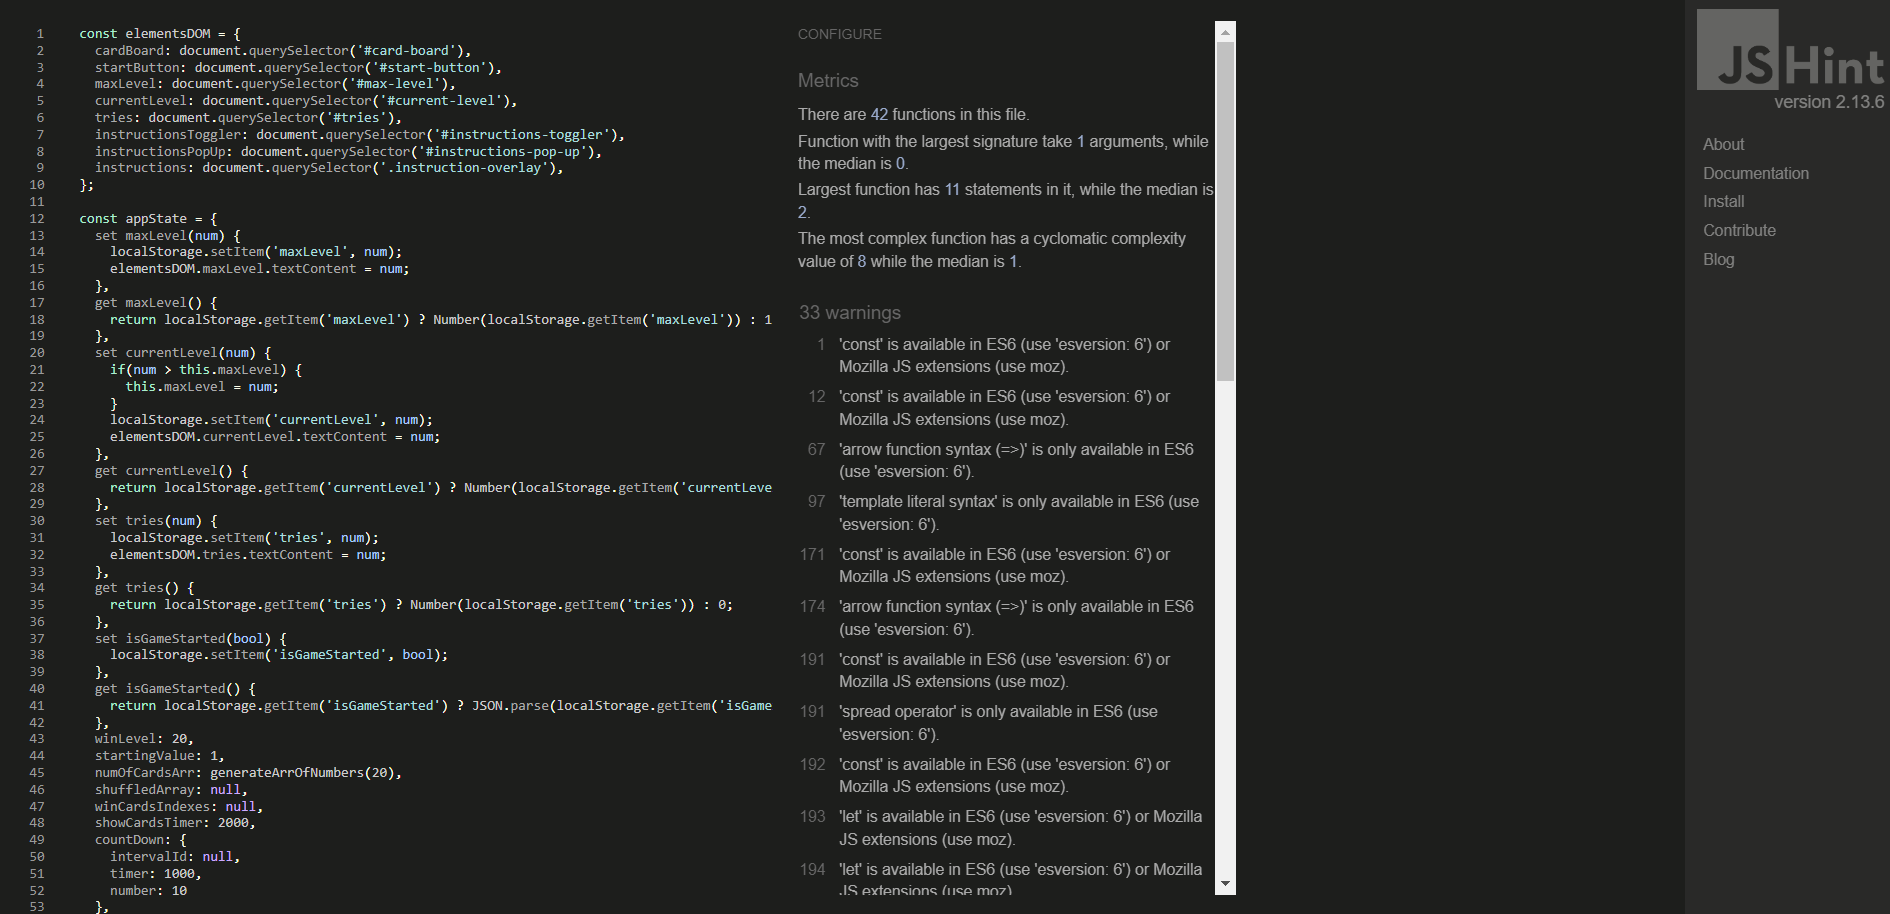 1 const elementsDOM = {
2 cardBoard: document.querySelector('#card-board'),
3 startButton: document.querySelector('#start-button'),
4 maxLevel: document.querySelector('#max-level'),
5 currentLevel: document.querySelector('#current-level'),
6 tries: document.querySelector('#tries'),
7 instructionsToggler: document.querySelector('#instructions-toggler'),
8 instructionsPopUp: document.querySelector('#instructions-pop-up'),
9 instructions: document.querySelector('.instruction-overlay'),
10 };
11
12 const appState = {
13 set maxLevel(num) {
14 localStorage.setItem('maxLevel', num);
15 elementsDOM.maxLevel.textContent = num;
16 },
17 get maxLevel() {
18 return localStorage.getItem('maxLevel') ? Number(localStorage.getItem('maxLevel')) : 1
19 },
20 set currentLevel(num) {
21 if(num > this.maxLevel) {
22 this.maxLevel = num;
23 }
24 localStorage.setItem('currentLevel', num);
25 elementsDOM.currentLevel.textContent = num;
26 },
27 get currentLevel() {
28 return localStorage.getItem('currentLevel') ? Number(localStorage.getItem('currentLeve
29 },
30 set tries(num) {
31 localStorage.setItem('tries', num);
32 elementsDOM.tries.textContent = num;
33 },
34 get tries() {
35 return localStorage.getItem('tries') ? Number(localStorage.getItem('tries')) : 0;
36 },
37 set isGameStarted(bool) {
38 localStorage.setItem('isGameStarted', bool);
39 },
40 get isGameStarted() {
41 return localStorage.getItem('isGameStarted') ? JSON.parse(localStorage.getItem('isGame
42 },
43 winLevel: 20,
44 startingValue: 1,
45 numOfCardsArr: generateArrOfNumbers(20),
46 shuffledArray: null,
47 winCardsIndexes: null,
48 showCardsTimer: 2000,
49 countDown: {
50 intervalId: null,
51 timer: 1000,
52 number: 10
53 },
CONFIGURE
Metrics
There are 42 functions in this file.
Function with the largest signature take 1 arguments, while
the median is 0.
Largest function has 11 statements in it, while the median is
2.
The most complex function has a cyclomatic complexity
value of 8 while the median is 1.
33 warnings
1 'const' is available in ES6 (use 'esversion: 6') or
Mozilla JS extensions (use moz).
12 'const' is available in ES6 (use 'esversion: 6') or
Mozilla JS extensions (use moz).
67 'arrow function syntax (=>)' is only available in ES6
(use 'esversion: 6').
97 'template literal syntax' is only available in ES6 (use
'esversion: 6').
171 'const' is available in ES6 (use 'esversion: 6') or
Mozilla JS extensions (use moz).
174 'arrow function syntax (=>)' is only available in ES6
(use 'esversion: 6').
191 'const' is available in ES6 (use 'esversion: 6') or
Mozilla JS extensions (use moz).
191 'spread operator' is only available in ES6 (use
'esversion: 6').
192 'const' is available in ES6 (use 'esversion: 6') or
Mozilla JS extensions (use moz).
193 'let' is available in ES6 (use 'esversion: 6') or Mozilla
JS extensions (use moz).
194 'let' is available in ES6 (use 'esversion: 6') or Mozilla
JS extensions (use moz)
JSHint
version 2.13.6
About
Documentation
Install
Contribute
Blog